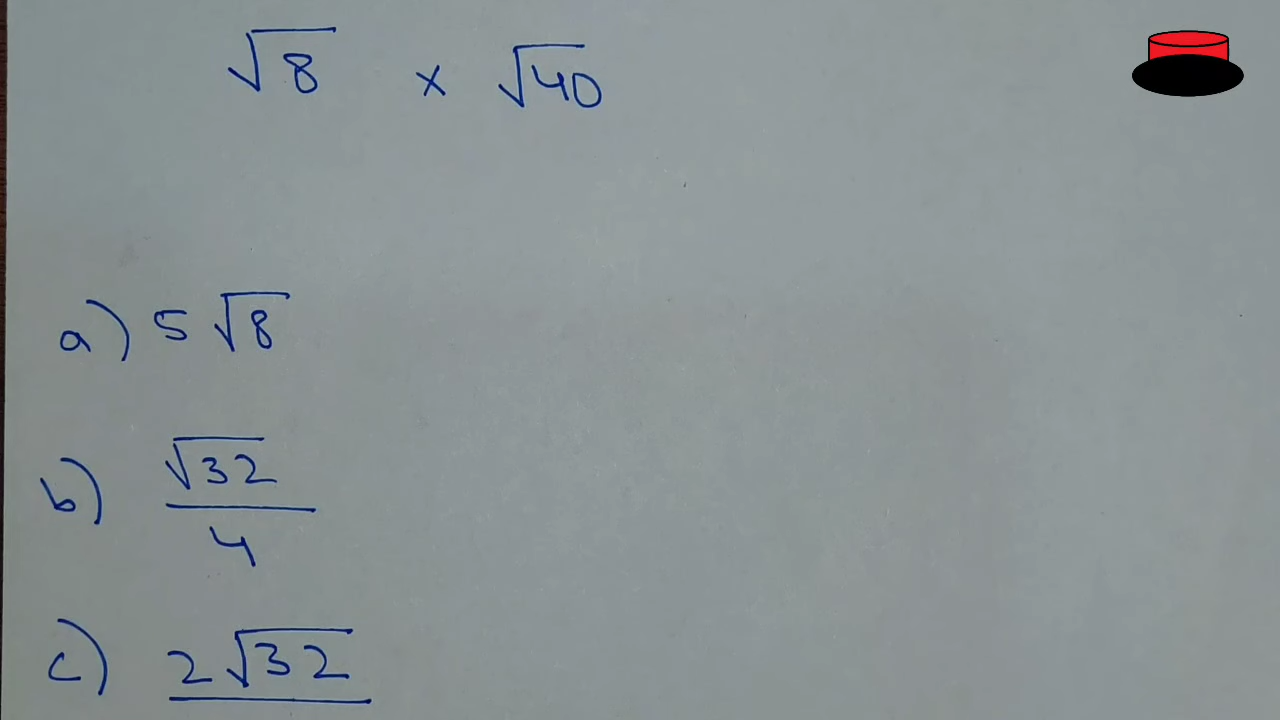 √8 × √40
a) 5 √8
b) √32
4
c) 2 √32